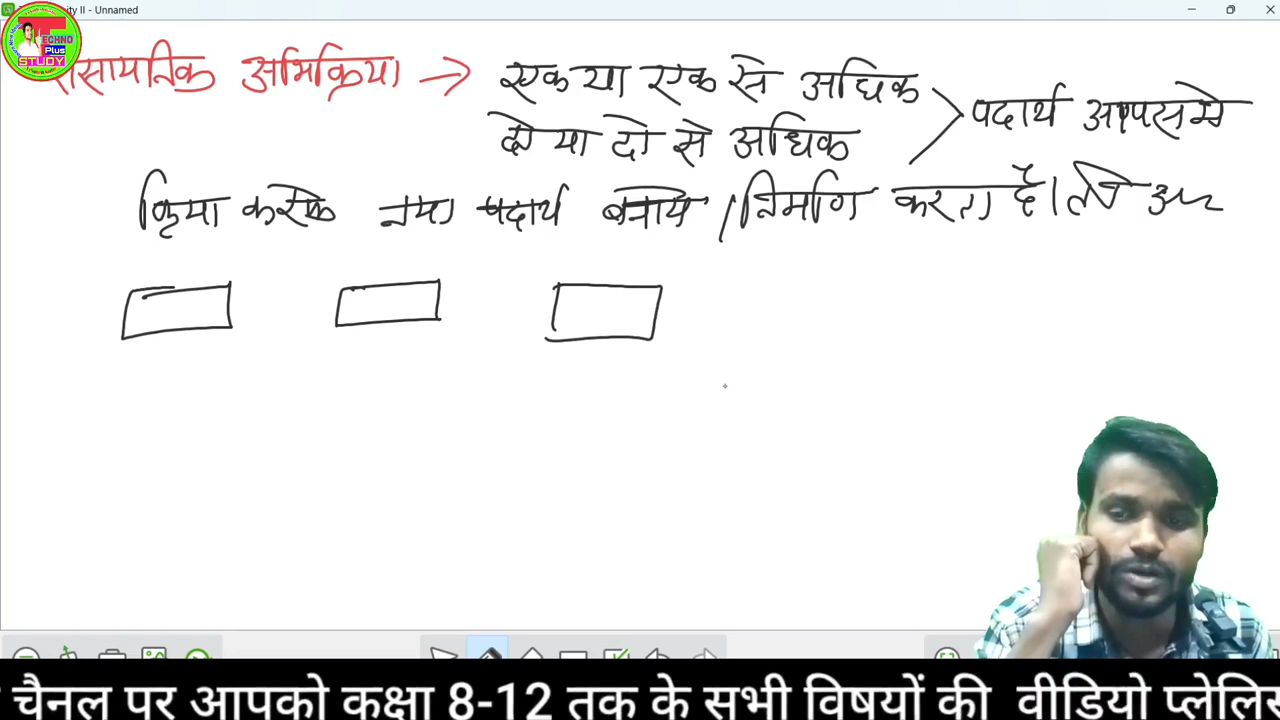 ity II - Unnamed
TECHNO
Plus
STUDY
रासायनिक अभिक्रिया → एक या एक से अधिक
दो या दो से अधिक
पदार्थ आपस मे
क्रिया करके नया पदार्थ बनाये / निर्माण करता है। तो उस
चैनल पर आपको कक्षा 8-12 तक के सभी विषयों की वीडियो प्लेलिस